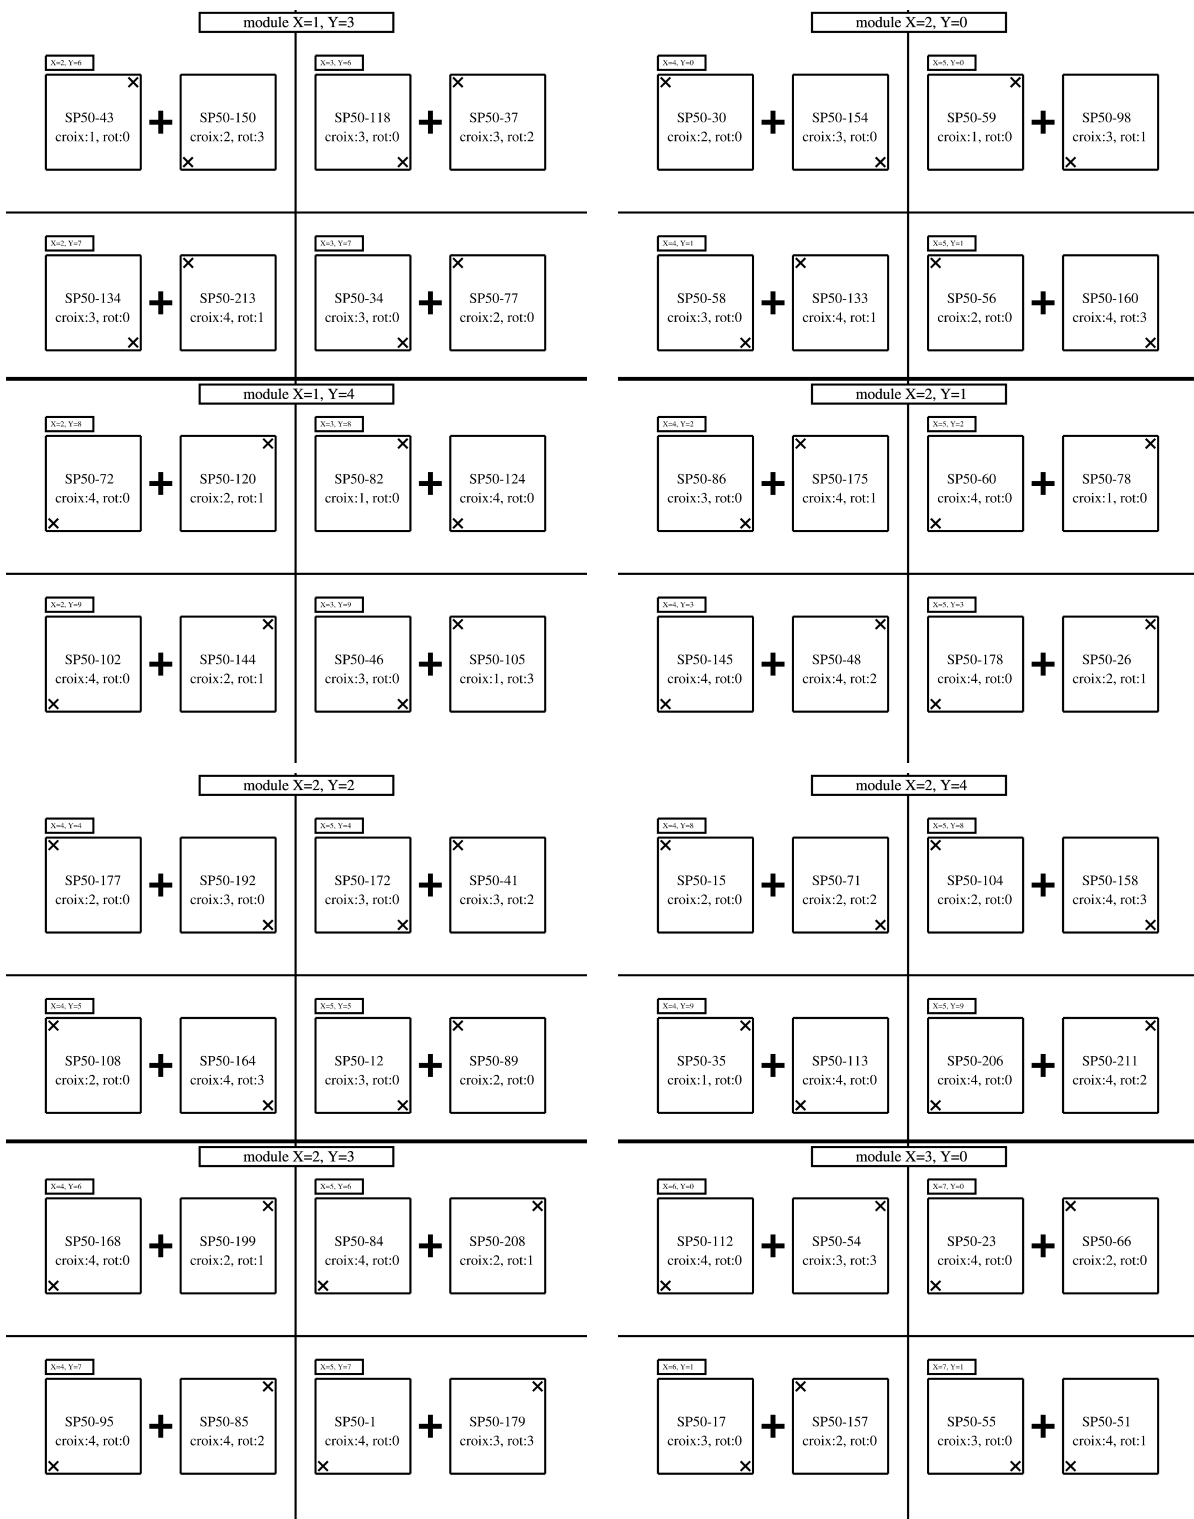 module X=1, Y=3
X=2, Y=6
X=3, Y=6
SP50-43
croix:1, rot:0
SP50-150
croix:2, rot:3
SP50-118
croix:3, rot:0
SP50-37
croix:3, rot:2
X=2, Y=7
X=3, Y=7
SP50-134
croix:3, rot:0
SP50-213
croix:4, rot:1
SP50-34
croix:3, rot:0
SP50-77
croix:2, rot:0
module X=2, Y=0
X=4, Y=0
X=5, Y=0
SP50-30
croix:2, rot:0
SP50-154
croix:3, rot:0
SP50-59
croix:1, rot:0
SP50-98
croix:3, rot:1
X=4, Y=1
X=5, Y=1
SP50-58
croix:3, rot:0
SP50-133
croix:4, rot:1
SP50-56
croix:2, rot:0
SP50-160
croix:4, rot:3
module X=1, Y=4
X=2, Y=8
X=3, Y=8
SP50-72
croix:4, rot:0
SP50-120
croix:2, rot:1
SP50-82
croix:1, rot:0
SP50-124
croix:4, rot:0
X=2, Y=9
X=3, Y=9
SP50-102
croix:4, rot:0
SP50-144
croix:2, rot:1
SP50-46
croix:3, rot:0
SP50-105
croix:1, rot:3
module X=2, Y=1
X=4, Y=2
X=5, Y=2
SP50-86
croix:3, rot:0
SP50-175
croix:4, rot:1
SP50-60
croix:4, rot:0
SP50-78
croix:1, rot:0
X=4, Y=3
X=5, Y=3
SP50-145
croix:4, rot:0
SP50-48
croix:4, rot:2
SP50-178
croix:4, rot:0
SP50-26
croix:2, rot:1
module X=2, Y=2
X=4, Y=4
X=5, Y=4
SP50-177
croix:2, rot:0
SP50-192
croix:3, rot:0
SP50-172
croix:3, rot:0
SP50-41
croix:3, rot:2
X=4, Y=5
X=5, Y=5
SP50-108
croix:2, rot:0
SP50-164
croix:4, rot:3
SP50-12
croix:3, rot:0
SP50-89
croix:2, rot:0
module X=2, Y=4
X=4, Y=8
X=5, Y=8
SP50-15
croix:2, rot:0
SP50-71
croix:2, rot:2
SP50-104
croix:2, rot:0
SP50-158
croix:4, rot:3
X=4, Y=9
X=5, Y=9
SP50-35
croix:1, rot:0
SP50-113
croix:4, rot:0
SP50-206
croix:4, rot:0
SP50-211
croix:4, rot:2
module X=2, Y=3
X=4, Y=6
X=5, Y=6
SP50-168
croix:4, rot:0
SP50-199
croix:2, rot:1
SP50-84
croix:4, rot:0
SP50-208
croix:2, rot:1
X=4, Y=7
X=5, Y=7
SP50-95
croix:4, rot:0
SP50-85
croix:4, rot:2
SP50-1
croix:4, rot:0
SP50-179
croix:3, rot:3
module X=3, Y=0
X=6, Y=0
X=7, Y=0
SP50-112
croix:4, rot:0
SP50-54
croix:3, rot:3
SP50-23
croix:4, rot:0
SP50-66
croix:2, rot:0
X=6, Y=1
X=7, Y=1
SP50-17
croix:3, rot:0
SP50-157
croix:2, rot:0
SP50-55
croix:3, rot:0
SP50-51
croix:4, rot:1